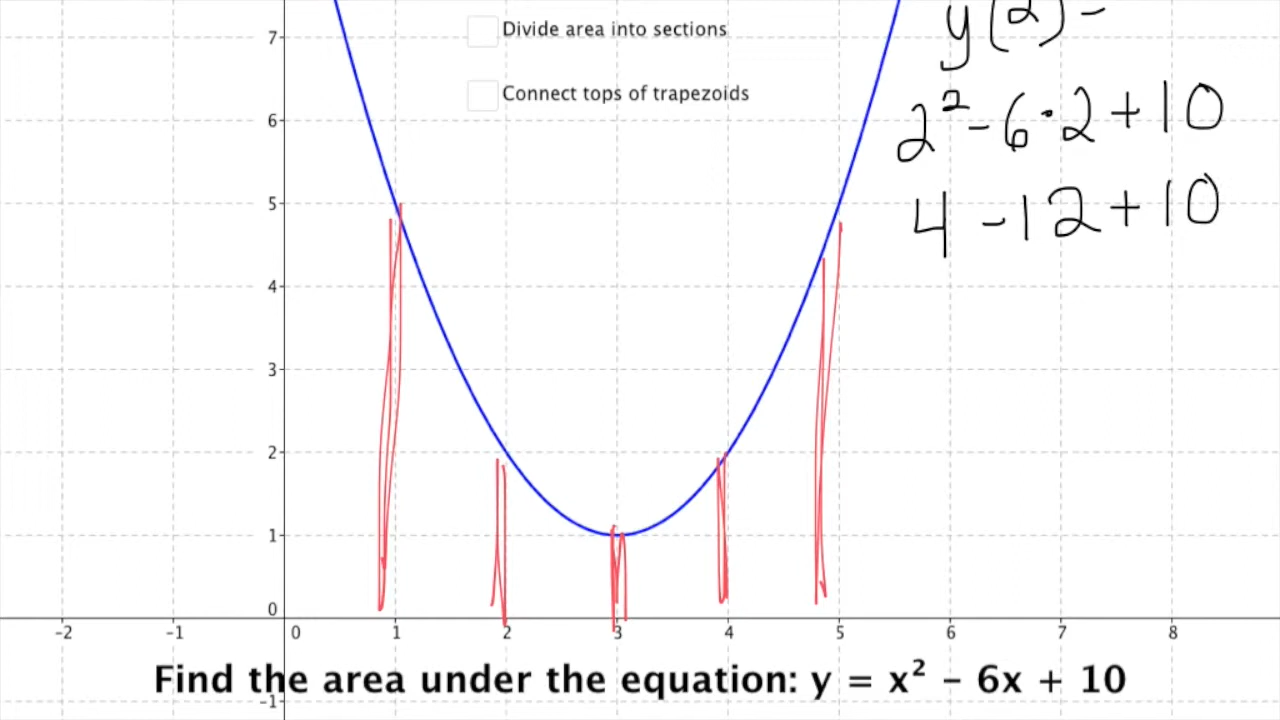 Divide area into sections
Connect tops of trapezoids
y(2) =
2² - 6·2 + 10
4 - 12 + 10
7
6
5
4
3
2
1
0
-2 -1 0 1 2 3 4 5 6 7 8
Find the area under the equation: y = x² − 6x + 10
-1